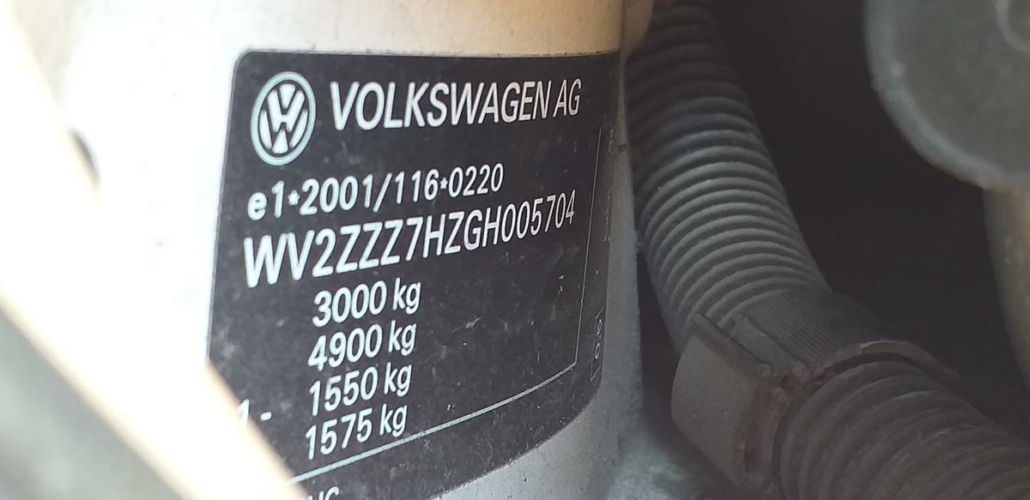 VOLKSWAGEN AG
e1*2001/116*0220
WV2ZZZ7HZGH005704
3000 kg
4900 kg
1 - 1550 kg
1575 kg